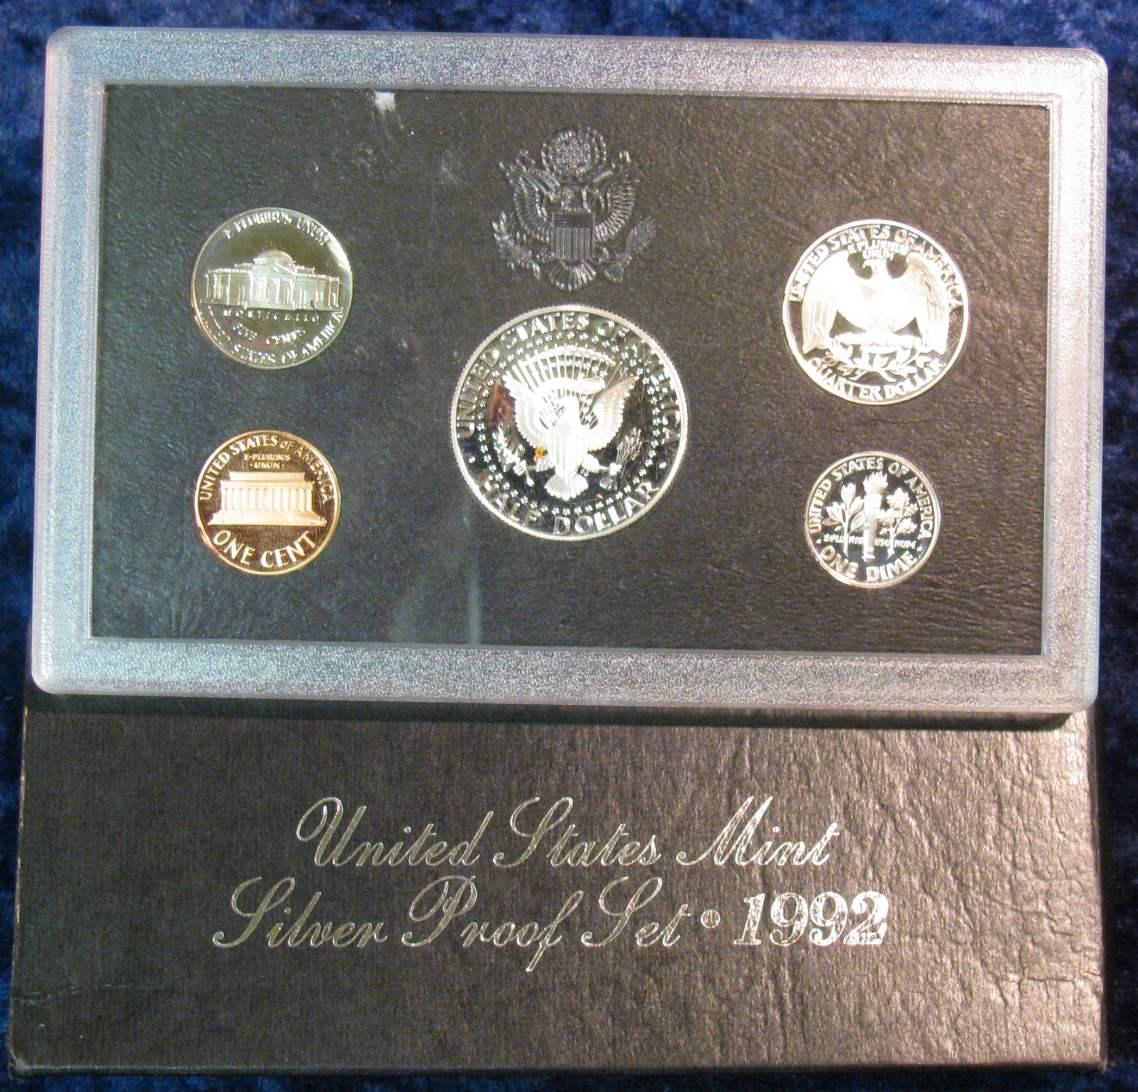 E PLURIBUS UNUM
MONTICELLO
FIVE CENTS
UNITED STATES OF AMERICA
UNITED STATES OF AMERICA
E·PLURIBUS
·UNUM·
ONE CENT
UNITED STATES OF AMERICA
HALF DOLLAR
UNITED STATES OF AMERICA
E PLURIBUS
UNUM
QUARTER DOLLAR
UNITED STATES OF AMERICA
E PLURIBUS UNUM
ONE DIME
United States Mint
Silver Proof Set • 1992